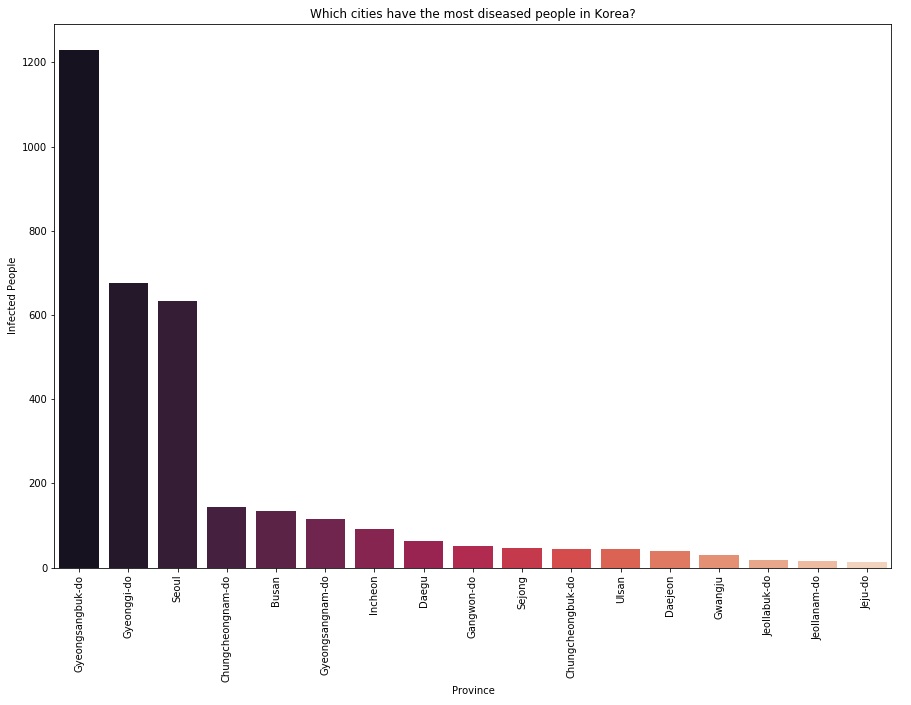 Which cities have the most diseased people in Korea?
Infected People
1200
1000
800
600
400
200
0
Gyeongsangbuk-do
Gyeonggi-do
Seoul
Chungcheongnam-do
Busan
Gyeongsangnam-do
Incheon
Daegu
Gangwon-do
Sejong
Chungcheongbuk-do
Ulsan
Daejeon
Gwangju
Jeollabuk-do
Jeollanam-do
Jeju-do
Province